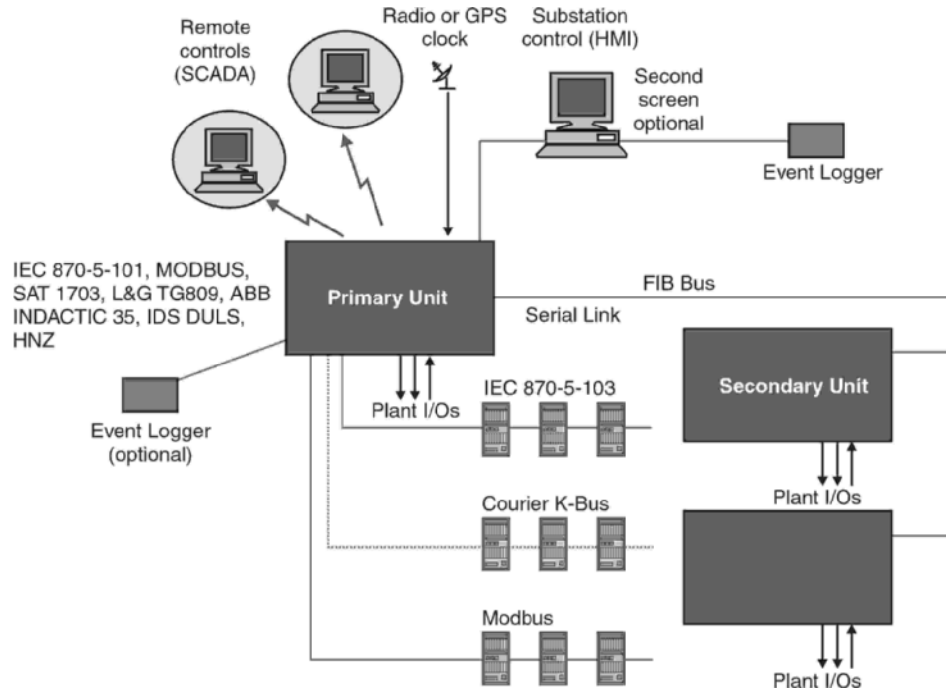 Remote
controls
(SCADA)
Radio or GPS
clock
Substation
control (HMI)
Second
screen
optional
Event Logger
IEC 870-5-101, MODBUS,
SAT 1703, L&G TG809, ABB
INDACTIC 35, IDS DULS,
HNZ
Primary Unit
FIB Bus
Serial Link
Event Logger
(optional)
Plant I/Os
IEC 870-5-103
Secondary Unit
Plant I/Os
Courier K-Bus
Modbus
Plant I/Os